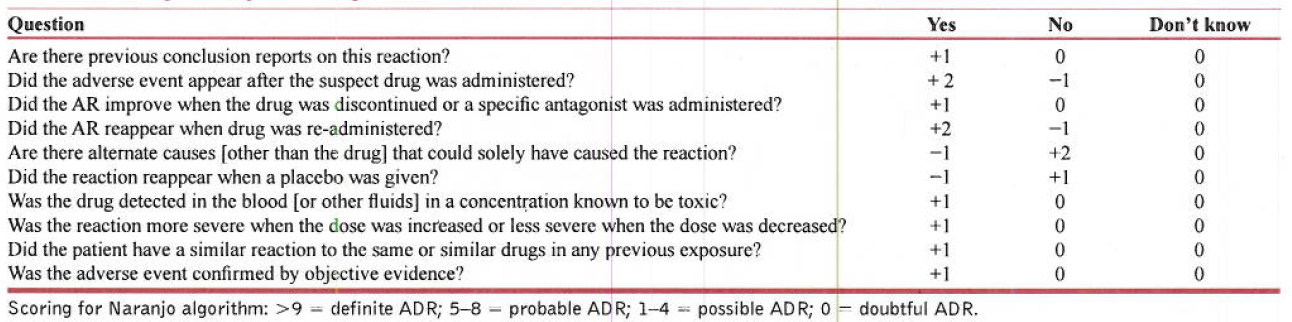 Question Yes No Don't know
Are there previous conclusion reports on this reaction? +1 0 0
Did the adverse event appear after the suspect drug was administered? +2 −1 0
Did the AR improve when the drug was discontinued or a specific antagonist was administered? +1 0 0
Did the AR reappear when drug was re-administered? +2 −1 0
Are there alternate causes [other than the drug] that could solely have caused the reaction? −1 +2 0
Did the reaction reappear when a placebo was given? −1 +1 0
Was the drug detected in the blood [or other fluids] in a concentration known to be toxic? +1 0 0
Was the reaction more severe when the dose was increased or less severe when the dose was decreased? +1 0 0
Did the patient have a similar reaction to the same or similar drugs in any previous exposure? +1 0 0
Was the adverse event confirmed by objective evidence? +1 0 0
Scoring for Naranjo algorithm: >9 = definite ADR; 5–8 = probable ADR; 1–4 = possible ADR; 0 = doubtful ADR.